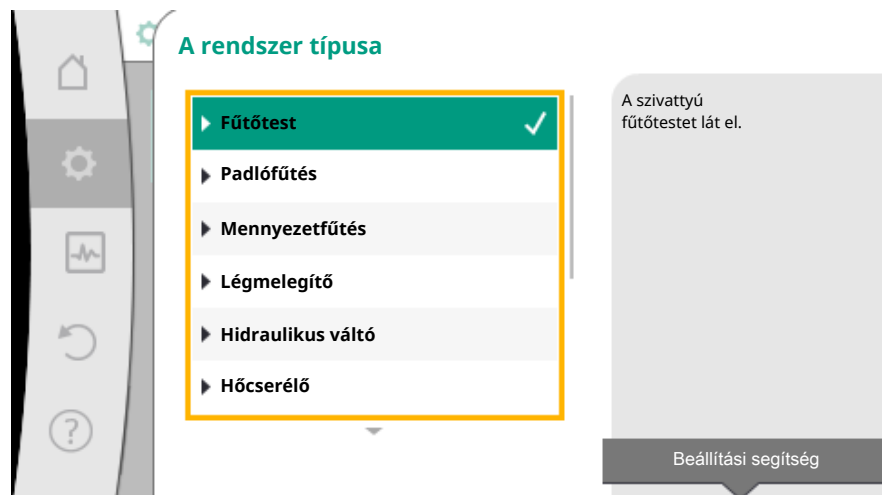 A rendszer típusa
Fűtőtest
Padlófűtés
Mennyezetfűtés
Légmelegítő
Hidraulikus váltó
Hőcserélő
A szivattyú
fűtőtestet lát el.
Beállítási segítség
?